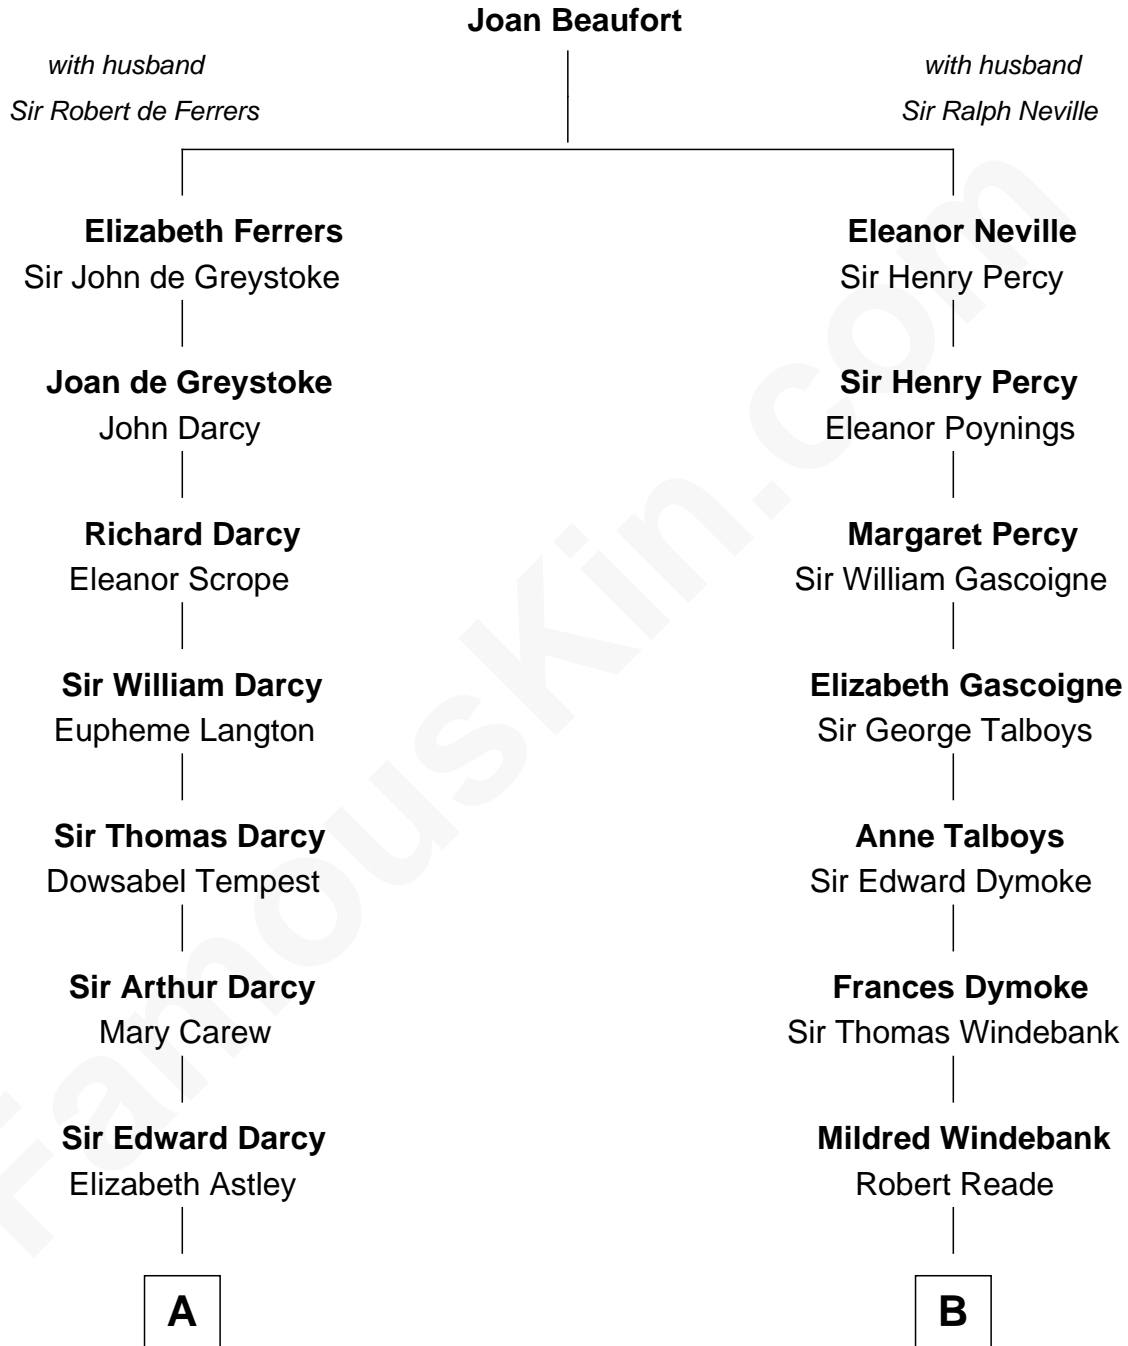 Joan Beaufort
with husband
Sir Robert de Ferrers
with husband
Sir Ralph Neville
Elizabeth Ferrers
Sir John de Greystoke
Eleanor Neville
Sir Henry Percy
Joan de Greystoke
John Darcy
Sir Henry Percy
Eleanor Poynings
Richard Darcy
Eleanor Scrope
Margaret Percy
Sir William Gascoigne
Sir William Darcy
Eupheme Langton
Elizabeth Gascoigne
Sir George Talboys
Sir Thomas Darcy
Dowsabel Tempest
Anne Talboys
Sir Edward Dymoke
Sir Arthur Darcy
Mary Carew
Frances Dymoke
Sir Thomas Windebank
Sir Edward Darcy
Elizabeth Astley
Mildred Windebank
Robert Reade
A
B
FamousKin.com